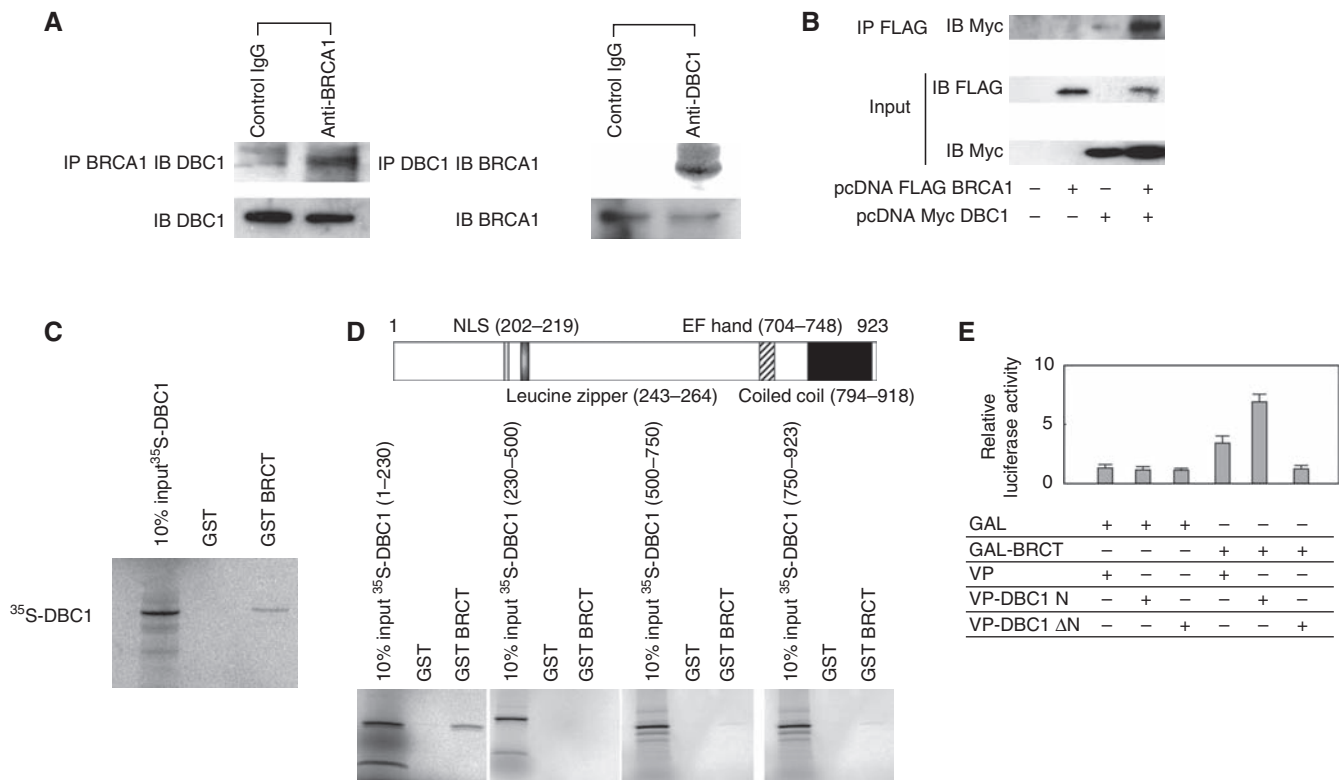 A
Control IgG
Anti-BRCA1
IP BRCA1 IB DBC1
IB DBC1
Control IgG
Anti-DBC1
IP DBC1 IB BRCA1
IB BRCA1
B
IP FLAG IB Myc
Input
IB FLAG
IB Myc
pcDNA FLAG BRCA1 – + – +
pcDNA Myc DBC1 – – + +
C
10% input ³⁵S-DBC1
GST
GST BRCT
³⁵S-DBC1
D
1 NLS (202–219) EF hand (704–748) 923
Leucine zipper (243–264) Coiled coil (794–918)
10% input ³⁵S-DBC1 (1–230)
GST
GST BRCT
10% input ³⁵S-DBC1 (230–500)
GST
GST BRCT
10% input ³⁵S-DBC1 (500–750)
GST
GST BRCT
10% input ³⁵S-DBC1 (750–923)
GST
GST BRCT
E
Relative
luciferase activity
10
5
0
GAL + + + – – –
GAL-BRCT – – – + + +
VP + – – + – –
VP-DBC1 N – + – – + –
VP-DBC1 ΔN – – + – – +